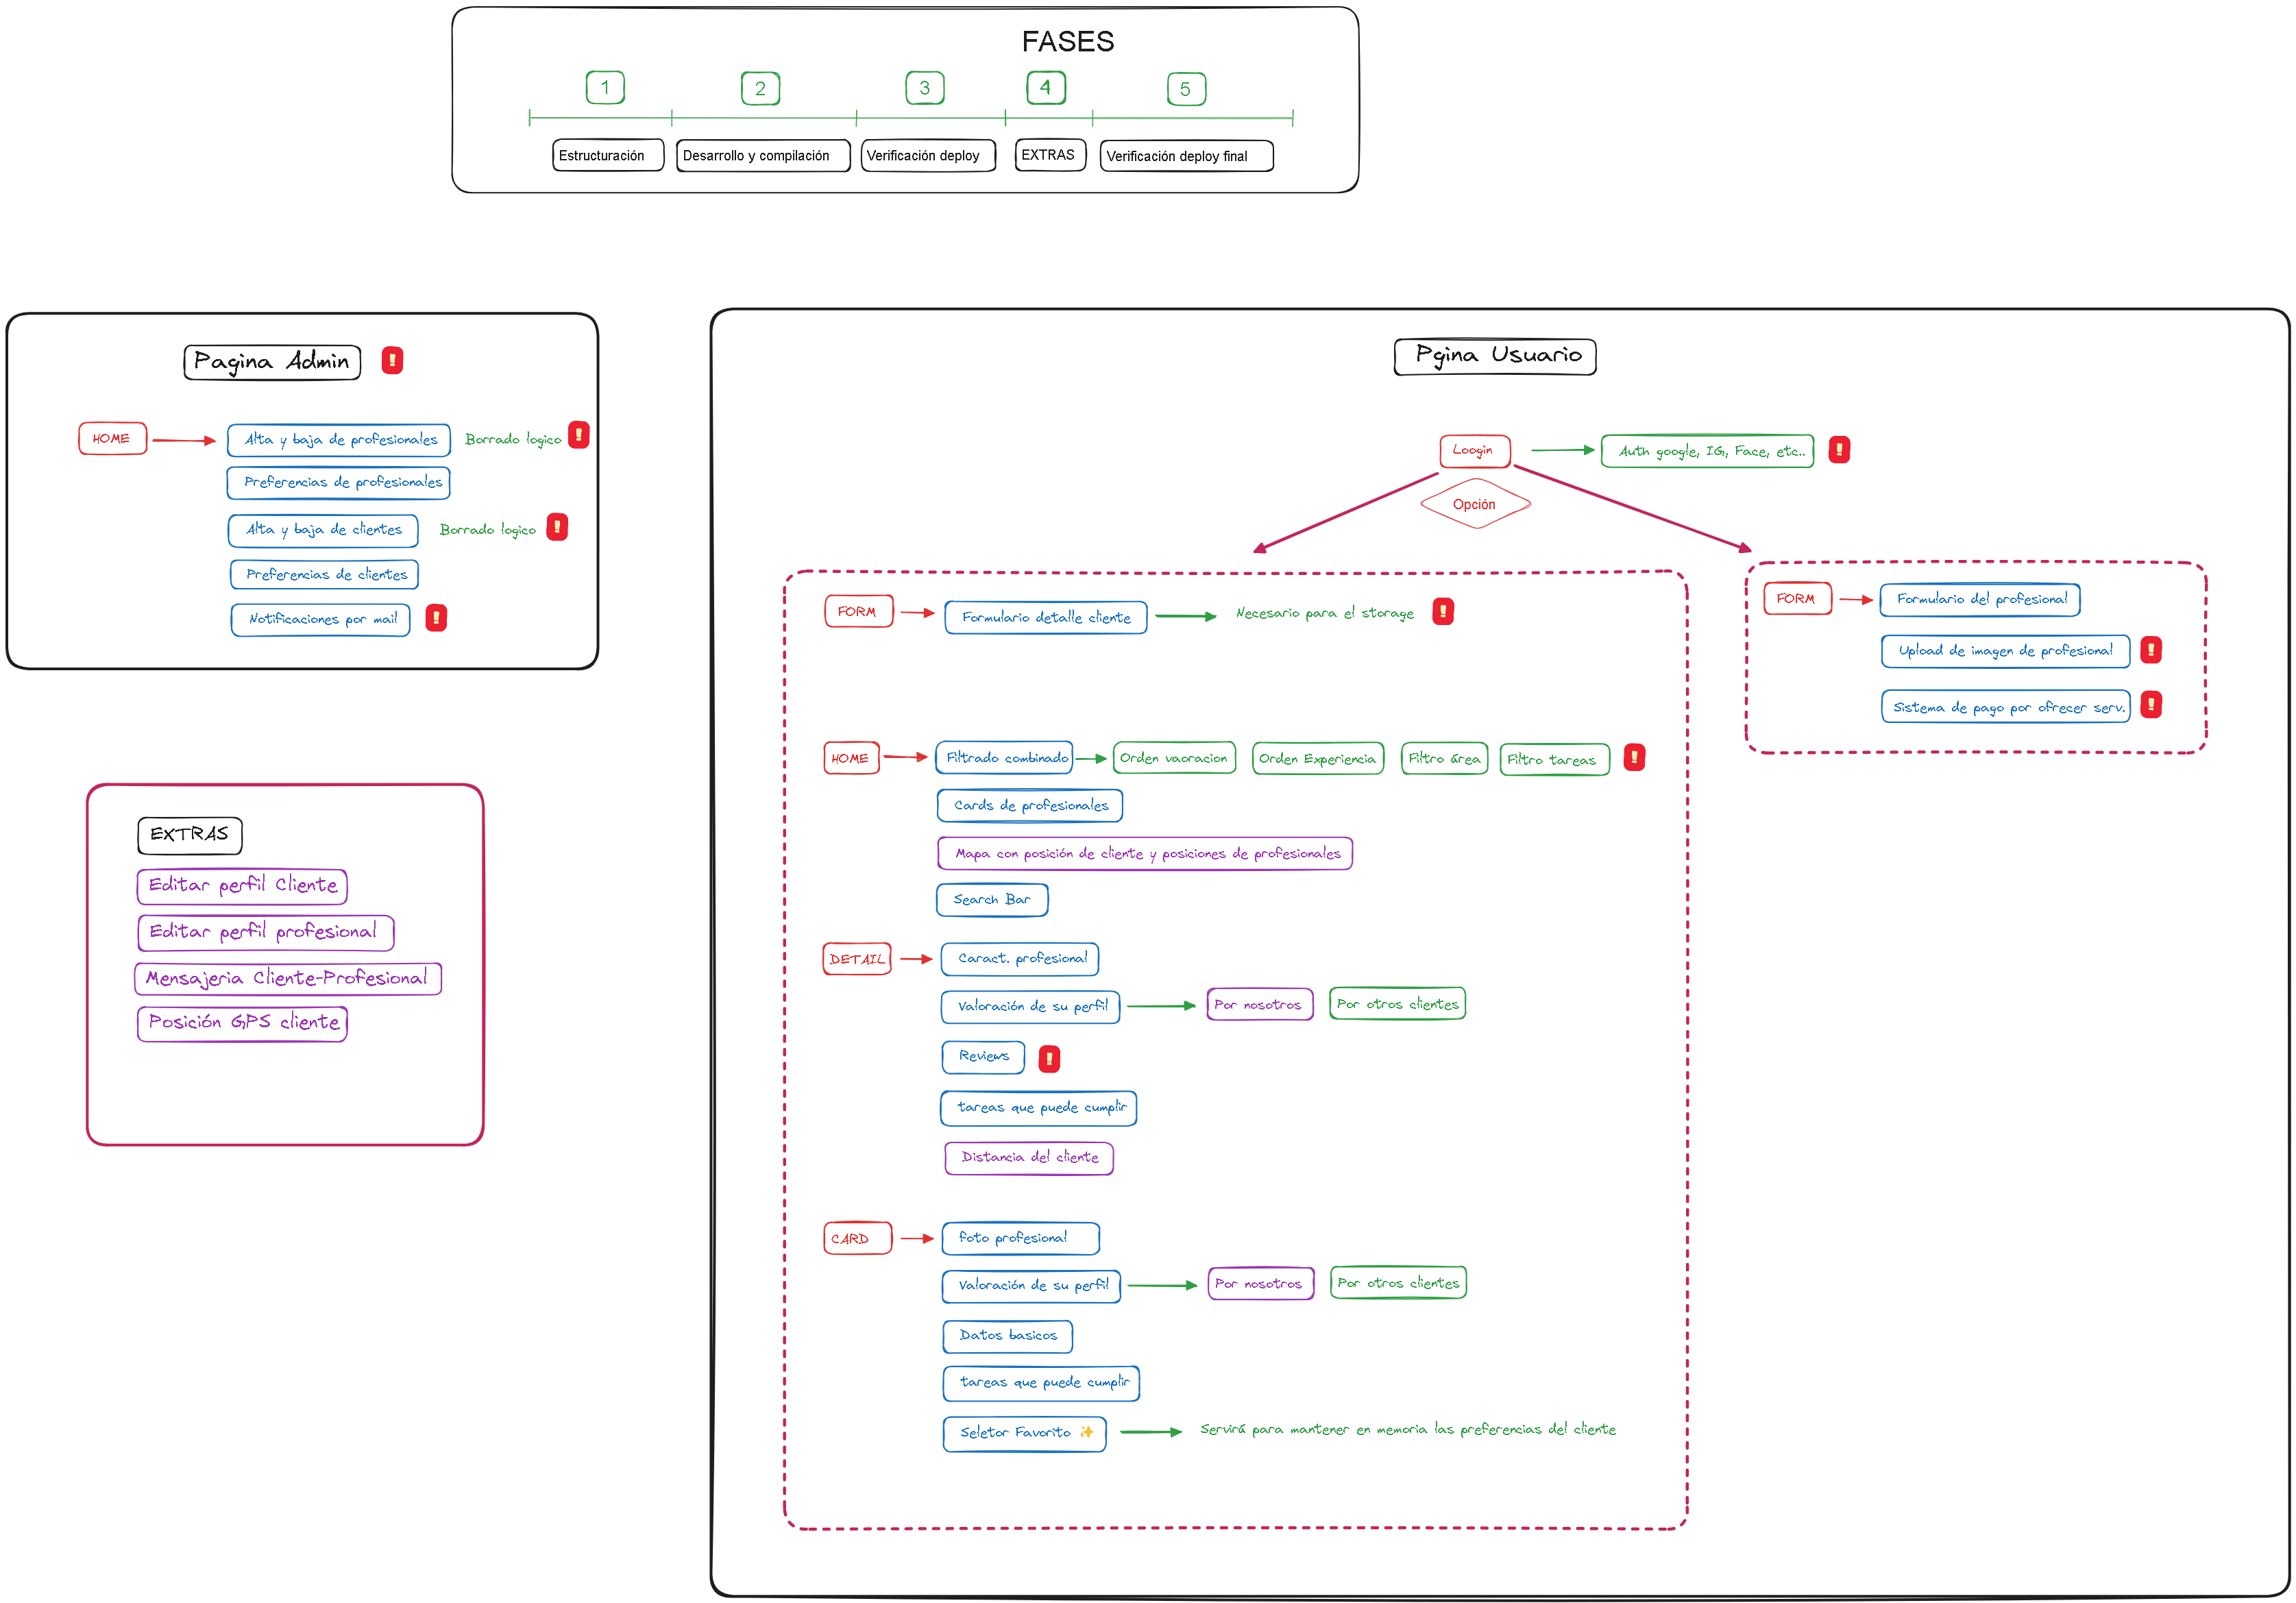 FASES
1 2 3 4 5
Estructuración Desarrollo y compilación Verificación deploy EXTRAS Verificación deploy final
Pagina Admin ❗
HOME Alta y baja de profesionales Borrado logico ❗
Preferencias de profesionales
Alta y baja de clientes Borrado logico ❗
Preferencias de clientes
Notificaciones por mail ❗
EXTRAS
Editar perfil Cliente
Editar perfil profesional
Mensajeria Cliente-Profesional
Posición GPS cliente
Pgina Usuario
Loogin Auth google, IG, Face, etc.. ❗
Opción
FORM Formulario detalle cliente Necesario para el storage ❗
HOME Filtrado combinado Orden vaoracion Orden Experiencia Filtro área Filtro tareas ❗
Cards de profesionales
Mapa con posición de cliente y posiciones de profesionales
Search Bar
DETAIL Caract. profesional
Valoración de su perfil Por nosotros Por otros clientes
Reviews ❗
tareas que puede cumplir
Distancia del cliente
CARD foto profesional
Valoración de su perfil Por nosotros Por otros clientes
Datos basicos
tareas que puede cumplir
Seletor Favorito ✨ Servirá para mantener en memoria las preferencias del cliente
FORM Formulario del profesional
Upload de imagen de profesional ❗
Sistema de pago por ofrecer serv. ❗